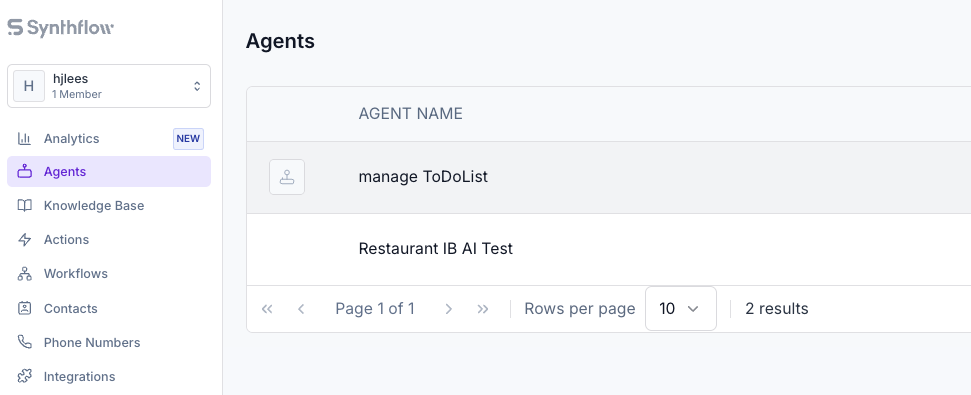 Synthflow
Agents
H
hjlees
1 Member
AGENT NAME
Analytics
NEW
Agents
manage ToDoList
Knowledge Base
Actions
Restaurant IB AI Test
Workflows
Contacts
Page 1 of 1
Rows per page
10
2 results
Phone Numbers
Integrations